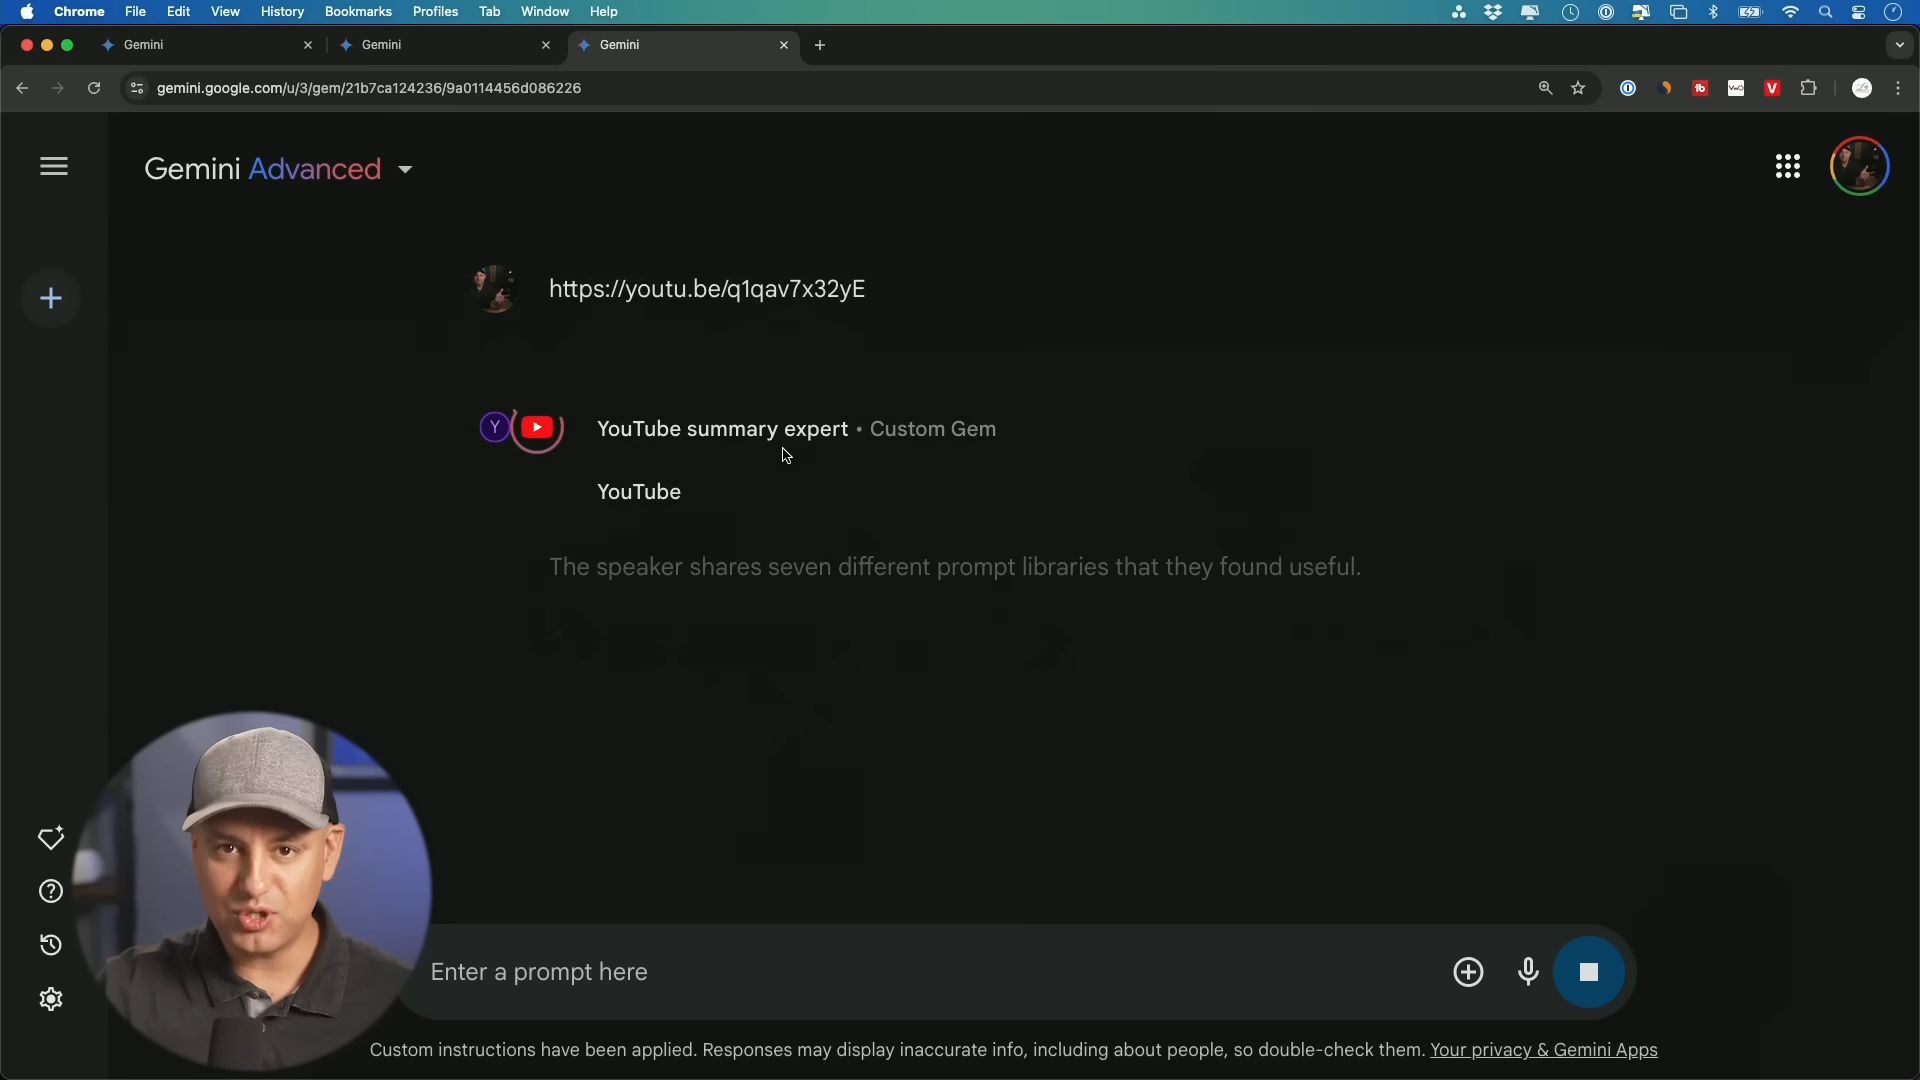 Chrome File Edit View History Bookmarks Profiles Tab Window Help
Gemini Gemini Gemini
gemini.google.com/u/3/gem/21b7ca124236/9a0114456d086226
Gemini Advanced
https://youtu.be/q1qav7x32yE
Y YouTube summary expert • Custom Gem
YouTube
The speaker shares seven different prompt libraries that they found useful.
Enter a prompt here
Custom instructions have been applied. Responses may display inaccurate info, including about people, so double-check them. Your privacy & Gemini Apps